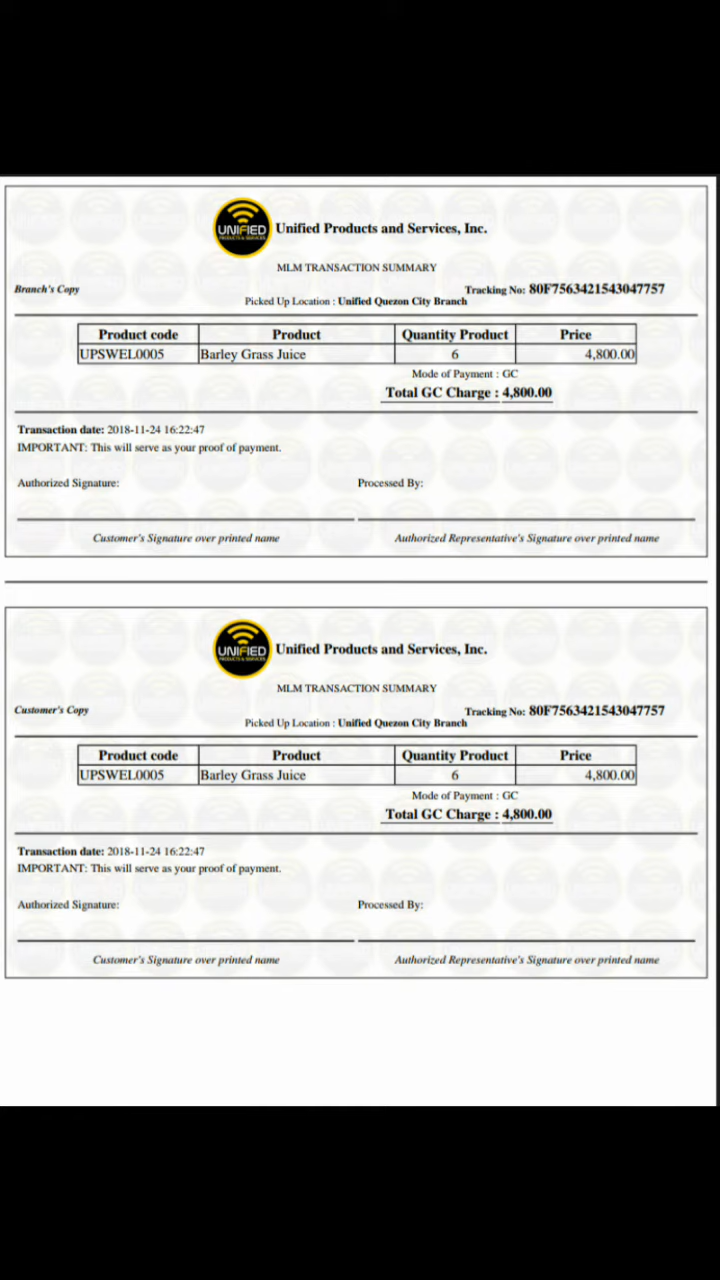 UNIFIED
PRODUCTS & SERVICES
Unified Products and Services, Inc.
MLM TRANSACTION SUMMARY
Branch's Copy
Tracking No: 80F7563421543047757
Picked Up Location : Unified Quezon City Branch
Product code Product Quantity Product Price
UPSWEL0005 Barley Grass Juice 6 4,800.00
Mode of Payment : GC
Total GC Charge : 4,800.00
Transaction date: 2018-11-24 16:22:47
IMPORTANT: This will serve as your proof of payment.
Authorized Signature: Processed By:
Customer's Signature over printed name Authorized Representative's Signature over printed name
UNIFIED
PRODUCTS & SERVICES
Unified Products and Services, Inc.
MLM TRANSACTION SUMMARY
Customer's Copy
Tracking No: 80F7563421543047757
Picked Up Location : Unified Quezon City Branch
Product code Product Quantity Product Price
UPSWEL0005 Barley Grass Juice 6 4,800.00
Mode of Payment : GC
Total GC Charge : 4,800.00
Transaction date: 2018-11-24 16:22:47
IMPORTANT: This will serve as your proof of payment.
Authorized Signature: Processed By:
Customer's Signature over printed name Authorized Representative's Signature over printed name